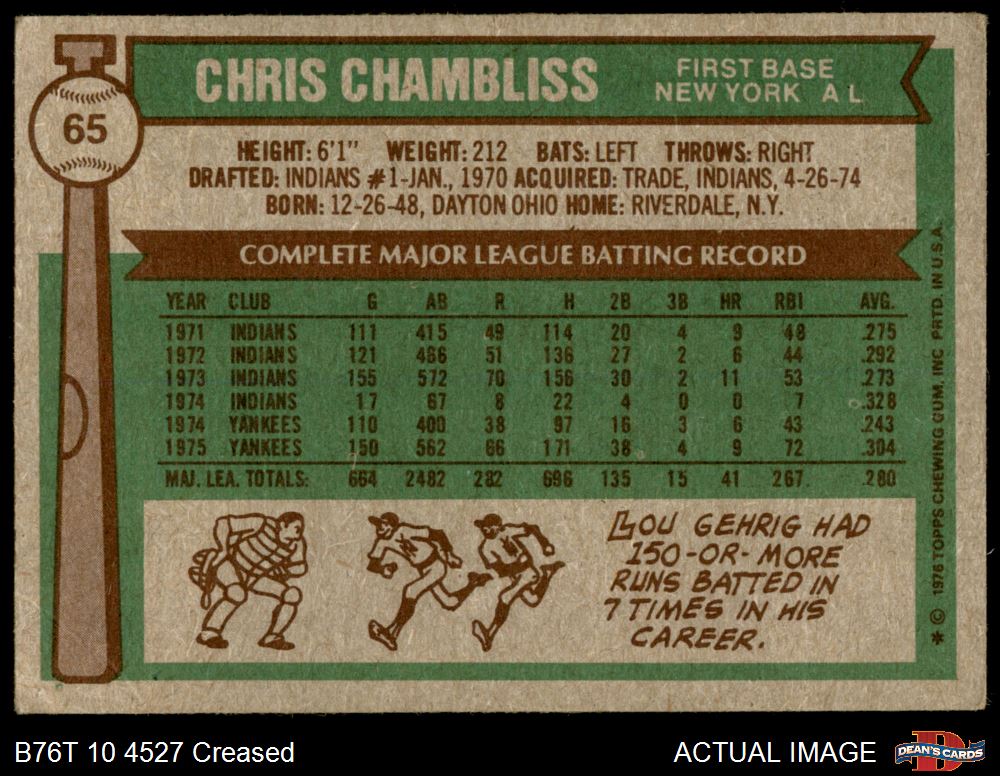 65
CHRIS CHAMBLISS
FIRST BASE
NEW YORK A L
HEIGHT: 6'1" WEIGHT: 212 BATS: LEFT THROWS: RIGHT
DRAFTED: INDIANS #1-JAN., 1970 ACQUIRED: TRADE, INDIANS, 4-26-74
BORN: 12-26-48, DAYTON OHIO HOME: RIVERDALE, N.Y.
COMPLETE MAJOR LEAGUE BATTING RECORD
YEAR CLUB G AB R H 2B 3B HR RBI AVG.
1971 INDIANS 111 415 49 114 20 4 9 48 .275
1972 INDIANS 121 466 51 136 27 2 6 44 .292
1973 INDIANS 155 572 70 156 30 2 11 53 .273
1974 INDIANS 17 67 8 22 4 0 0 7 .328
1974 YANKEES 110 400 38 97 16 3 6 43 .243
1975 YANKEES 150 562 66 171 38 4 9 72 .304
MAJ. LEA. TOTALS: 664 2482 282 696 135 15 41 267 .280
LOU GEHRIG HAD
150-OR-MORE
RUNS BATTED IN
7 TIMES IN HIS
CAREER.
* © 1976 TOPPS CHEWING GUM, INC PRTD. IN U.S.A.
B76T 10 4527 Creased
ACTUAL IMAGE
D
DEAN'S CARDS